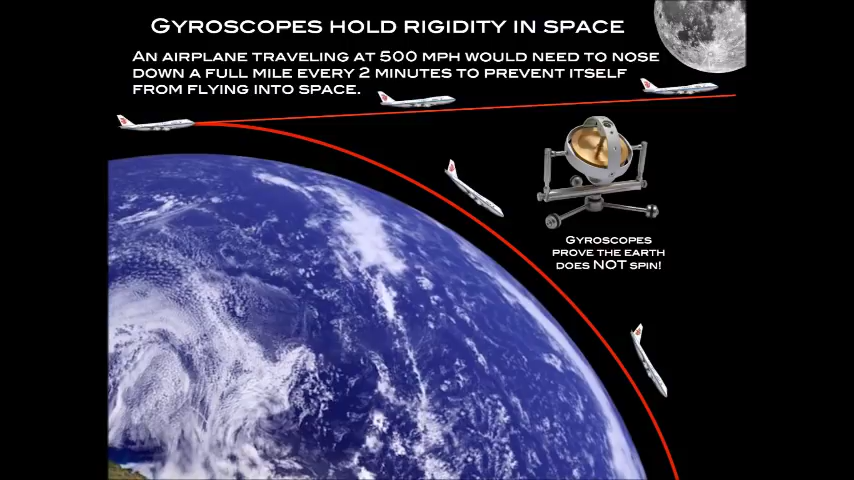 Gyroscopes hold rigidity in space
An airplane traveling at 500 mph would need to nose
down a full mile every 2 minutes to prevent itself
from flying into space.
Gyroscopes
prove the earth
does NOT spin!